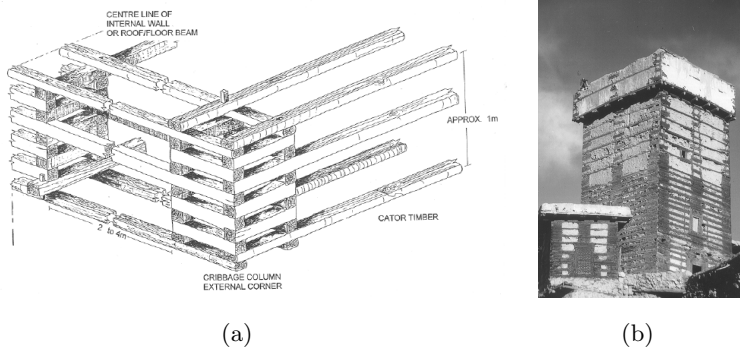 CENTRE LINE OF
INTERNAL WALL
OR ROOF/FLOOR BEAM
APPROX. 1m
CATOR TIMBER
2 to 4m
CRIBBAGE COLUMN
EXTERNAL CORNER
(a)
(b)